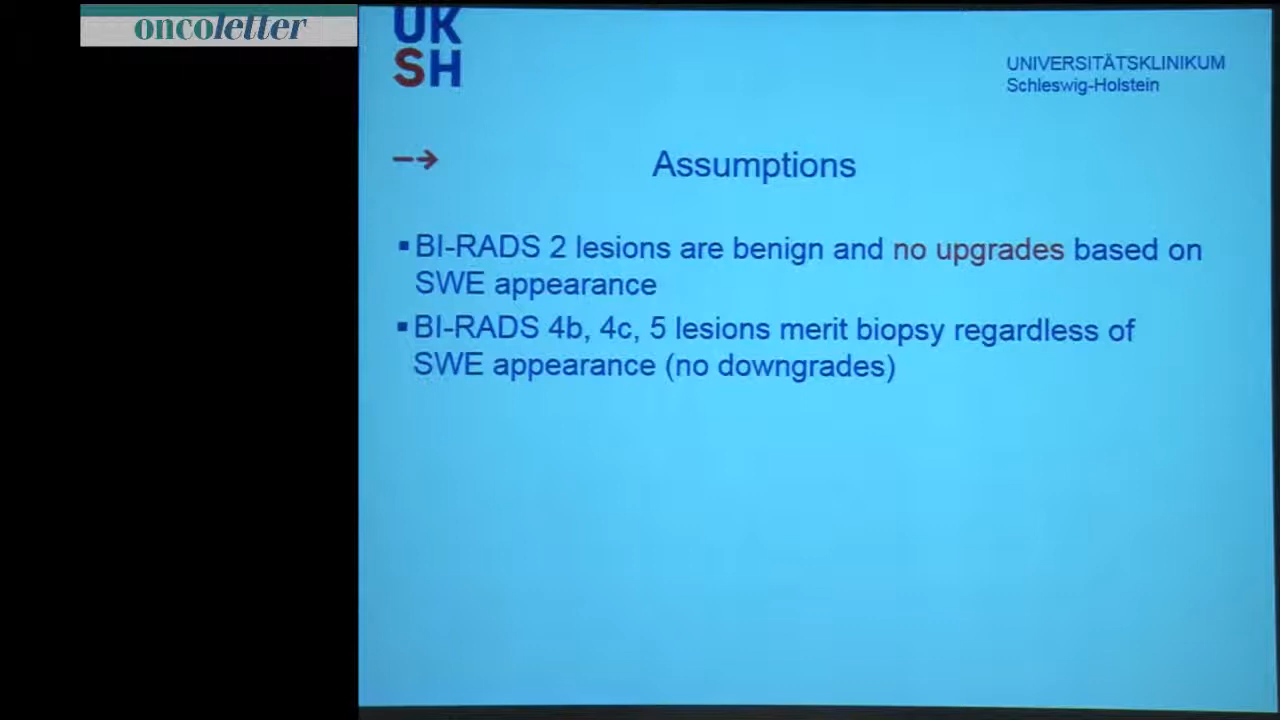 oncoletter
UK
SH
UNIVERSITÄTSKLINIKUM
Schleswig-Holstein
Assumptions
▪ BI-RADS 2 lesions are benign and no upgrades based on
SWE appearance
▪ BI-RADS 4b, 4c, 5 lesions merit biopsy regardless of
SWE appearance (no downgrades)